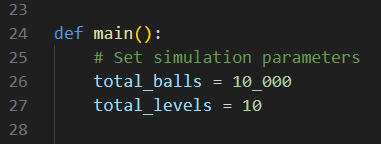 23
24 def main():
25     # Set simulation parameters
26     total_balls = 10_000
27     total_levels = 10
28